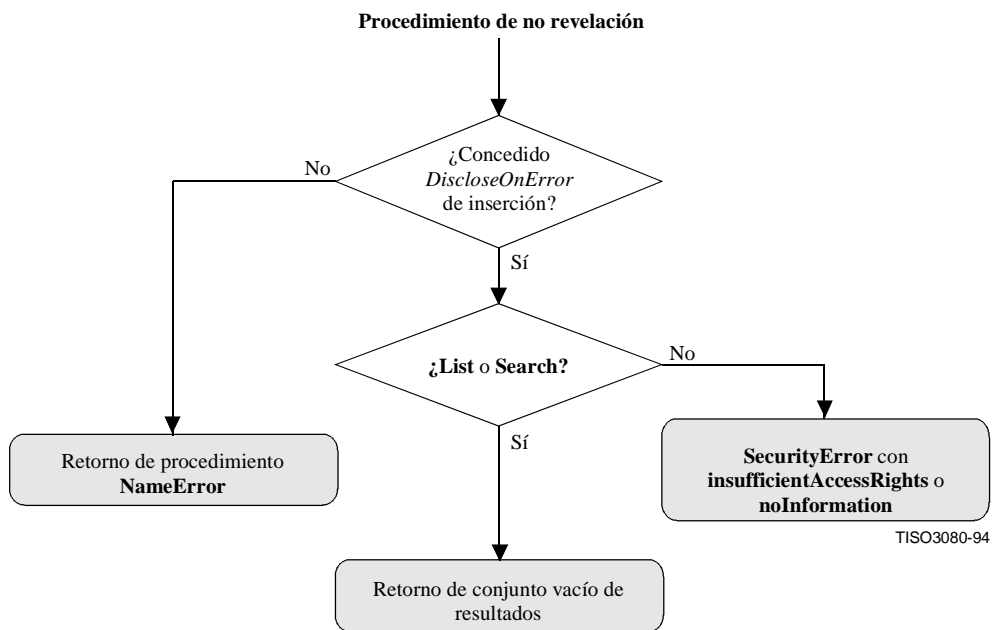 Procedimiento de no revelación
¿Concedido
DiscloseOnError
de inserción?
No
Sí
¿List o Search?
No
Sí
Retorno de procedimiento
NameError
SecurityError con
insufficientAccessRights o
noInformation
TISO3080-94
Retorno de conjunto vacío de
resultados